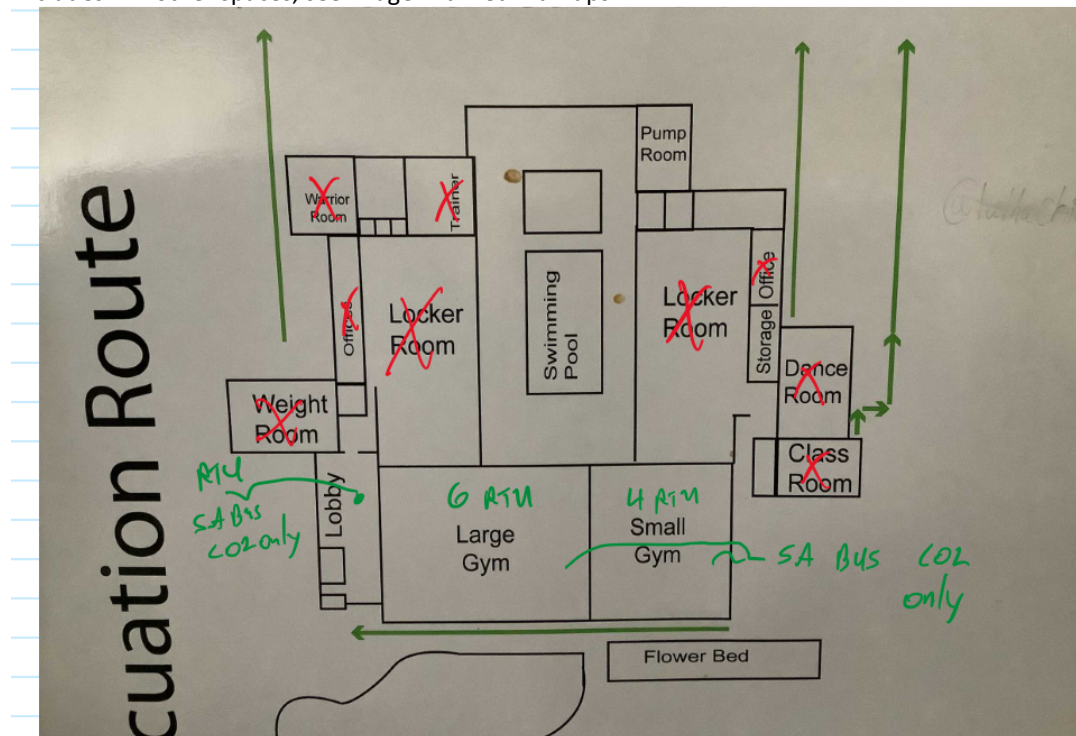 cuation Route
Pump
Room
Warrior
Room
Trainer
Locker
Room
Offices
Swimming
Pool
Locker
Room
Office
Storage
Dance
Room
Weight
Room
Class
Room
Lobby
RTU
SA Bus
CO2 only
6 RTU
Large
Gym
4 RTU
Small
Gym
SA Bus CO2
only
Flower Bed